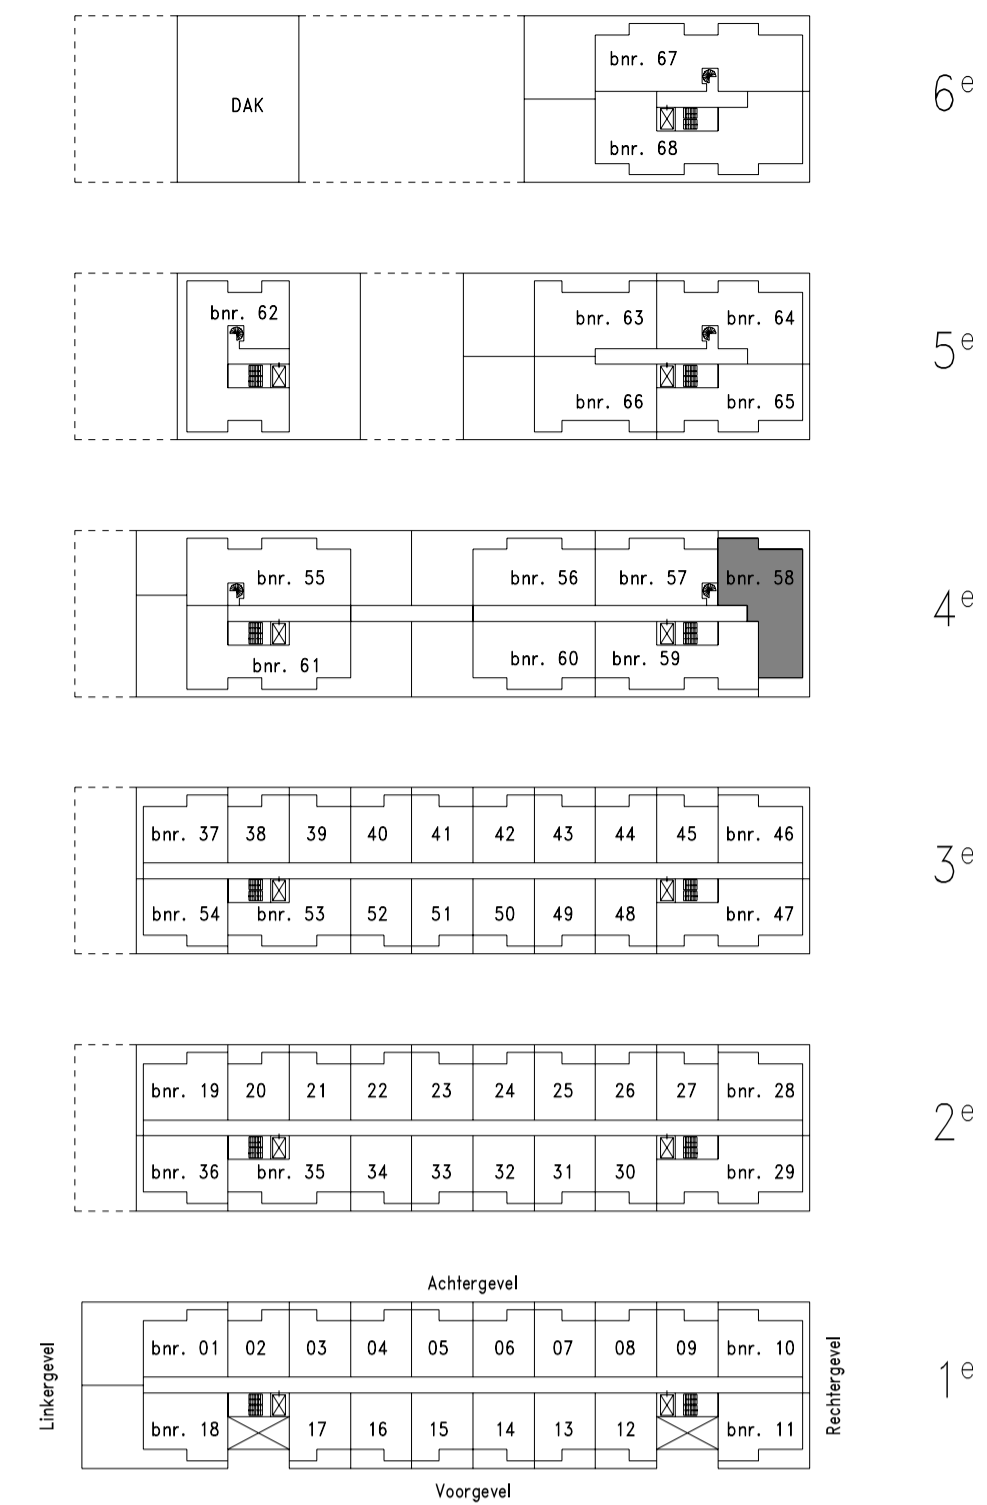 bnr. 67
6e
DAK
bnr. 68
bnr. 62 bnr. 63 bnr. 64
5e
bnr. 66 bnr. 65
bnr. 55 bnr. 56 bnr. 57 bnr. 58
4e
bnr. 61 bnr. 60 bnr. 59
bnr. 37 38 39 40 41 42 43 44 45 bnr. 46
3e
bnr. 54 bnr. 53 52 51 50 49 48 bnr. 47
bnr. 19 20 21 22 23 24 25 26 27 bnr. 28
2e
bnr. 36 bnr. 35 34 33 32 31 30 bnr. 29
Achtergevel
bnr. 01 02 03 04 05 06 07 08 09 bnr. 10
Linkergevel
Rechtergevel
1e
bnr. 18 17 16 15 14 13 12 bnr. 11
Voorgevel